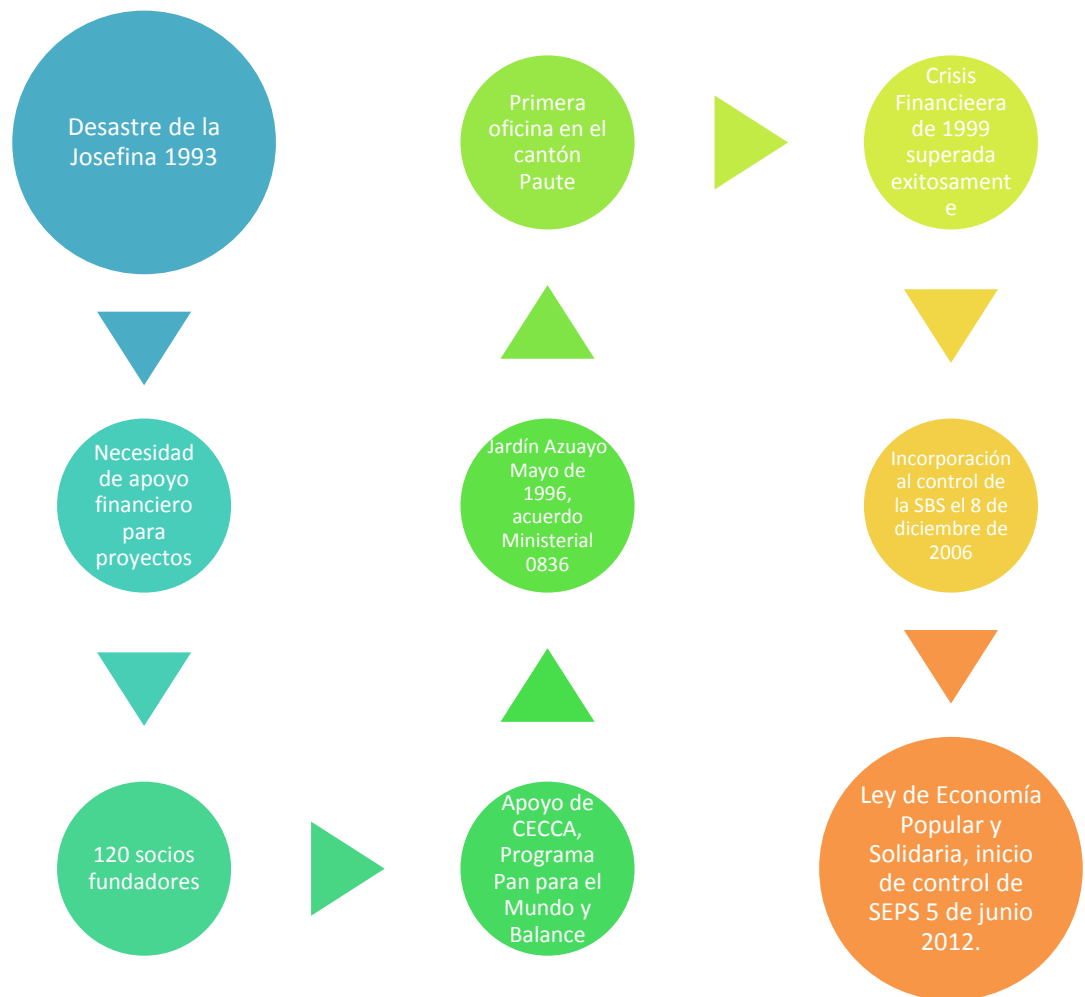 Desastre de la
Josefina 1993
Necesidad
de apoyo
financiero
para
proyectos
120 socios
fundadores
Apoyo de
CECCA,
Programa
Pan para el
Mundo y
Balance
Jardín Azuayo
Mayo de
1996,
acuerdo
Ministerial
0836
Primera
oficina en el
cantón
Paute
Crisis
Financieera
de 1999
superada
exitosament
e
Incorporación
al control de
la SBS el 8 de
diciembre de
2006
Ley de Economía
Popular y
Solidaria, inicio
de control de
SEPS 5 de junio
2012.